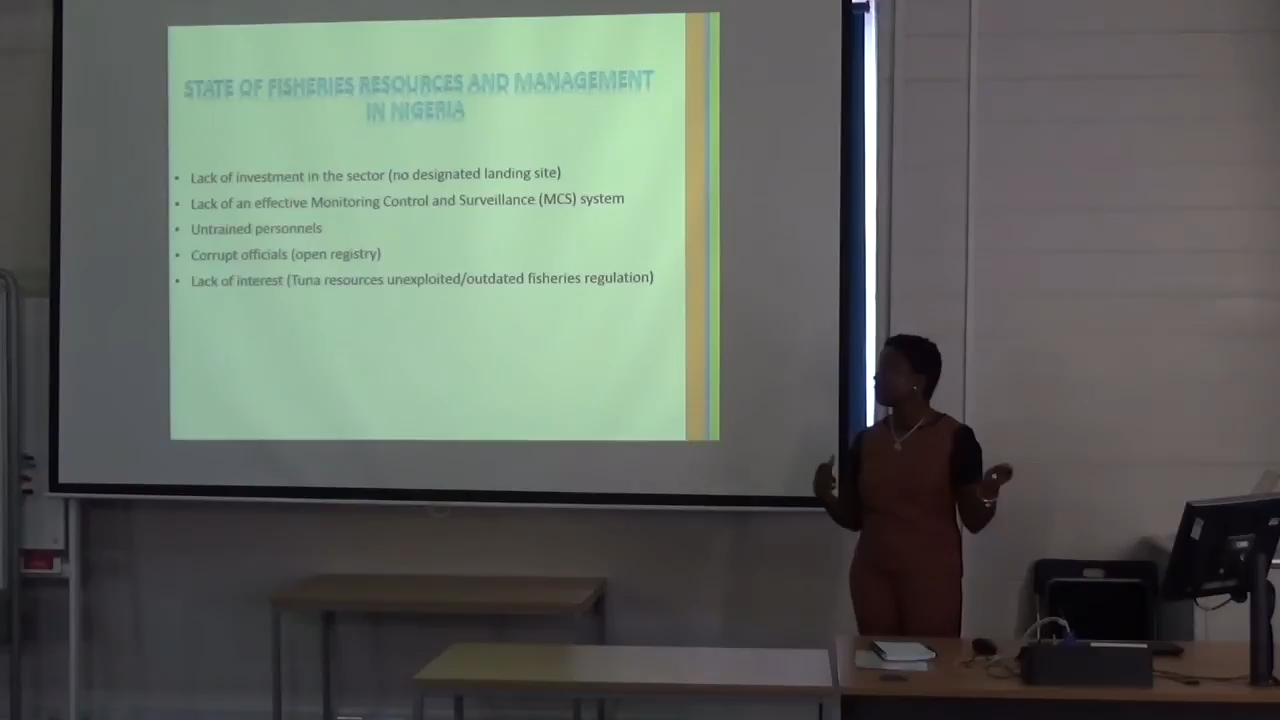 STATE OF FISHERIES RESOURCES AND MANAGEMENT
IN NIGERIA
• Lack of investment in the sector (no designated landing site)
• Lack of an effective Monitoring Control and Surveillance (MCS) system
• Untrained personnels
• Corrupt officials (open registry)
• Lack of interest (Tuna resources unexploited/outdated fisheries regulation)